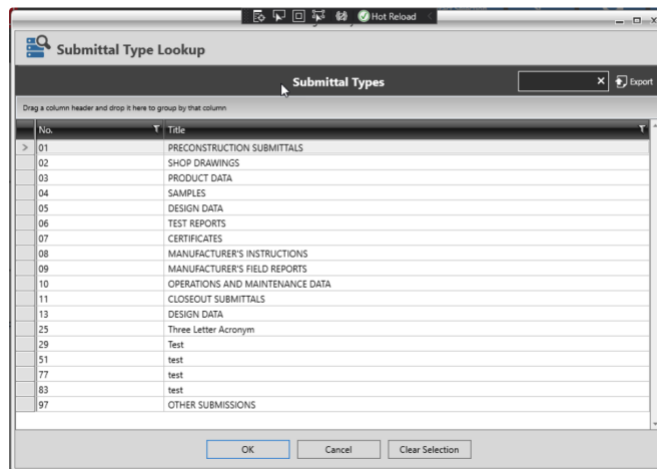 Hot Reload
Submittal Type Lookup
Submittal Types
Export
Drag a column header and drop it here to group by that column
No. Title
01 PRECONSTRUCTION SUBMITTALS
02 SHOP DRAWINGS
03 PRODUCT DATA
04 SAMPLES
05 DESIGN DATA
06 TEST REPORTS
07 CERTIFICATES
08 MANUFACTURER'S INSTRUCTIONS
09 MANUFACTURER'S FIELD REPORTS
10 OPERATIONS AND MAINTENANCE DATA
11 CLOSEOUT SUBMITTALS
13 DESIGN DATA
25 Three Letter Acronym
29 Test
51 test
77 test
83 test
97 OTHER SUBMISSIONS
OK Cancel Clear Selection